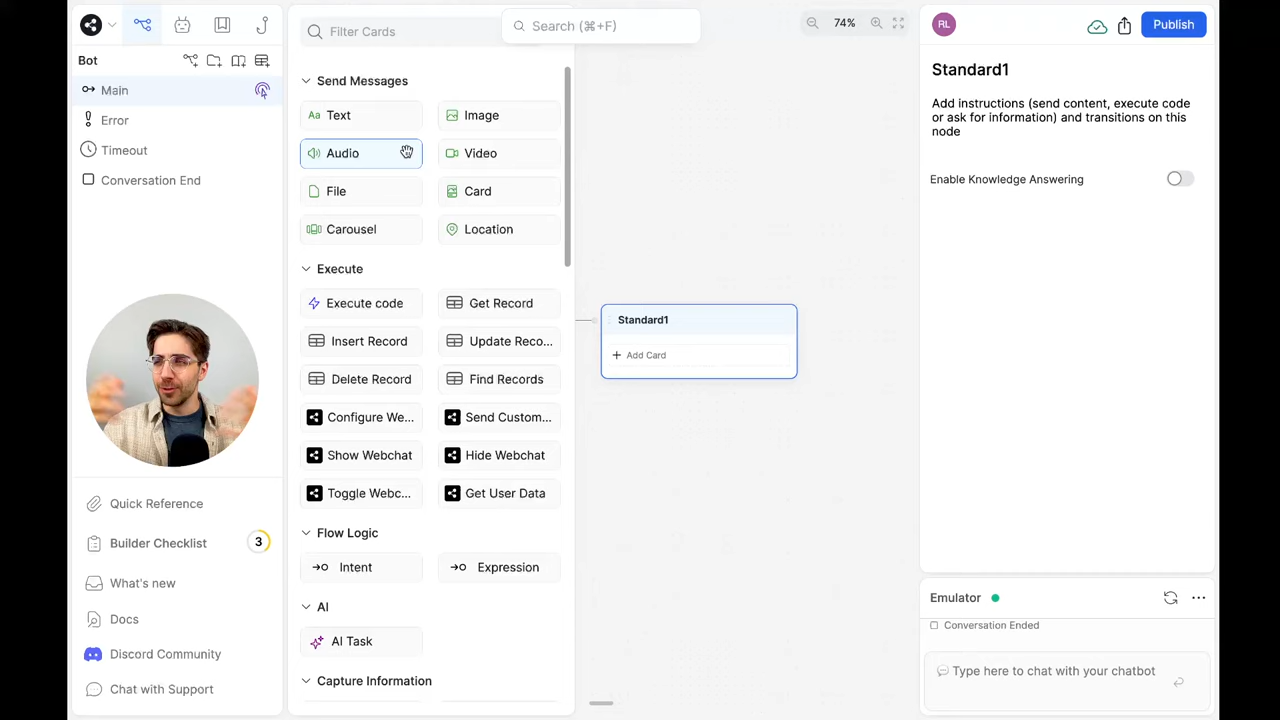 Filter Cards
Search (⌘+F)
74%
RL
Publish
Bot
Main
Error
Timeout
Conversation End
Quick Reference
Builder Checklist
3
What's new
Docs
Discord Community
Chat with Support
Send Messages
Aa Text
Image
Audio
Video
File
Card
Carousel
Location
Execute
Execute code
Get Record
Insert Record
Update Reco...
Delete Record
Find Records
Configure We...
Send Custom...
Show Webchat
Hide Webchat
Toggle Webc...
Get User Data
Flow Logic
Intent
Expression
AI
AI Task
Capture Information
Standard1
+ Add Card
Standard1
Add instructions (send content, execute code
or ask for information) and transitions on this
node
Enable Knowledge Answering
Emulator
Conversation Ended
Type here to chat with your chatbot